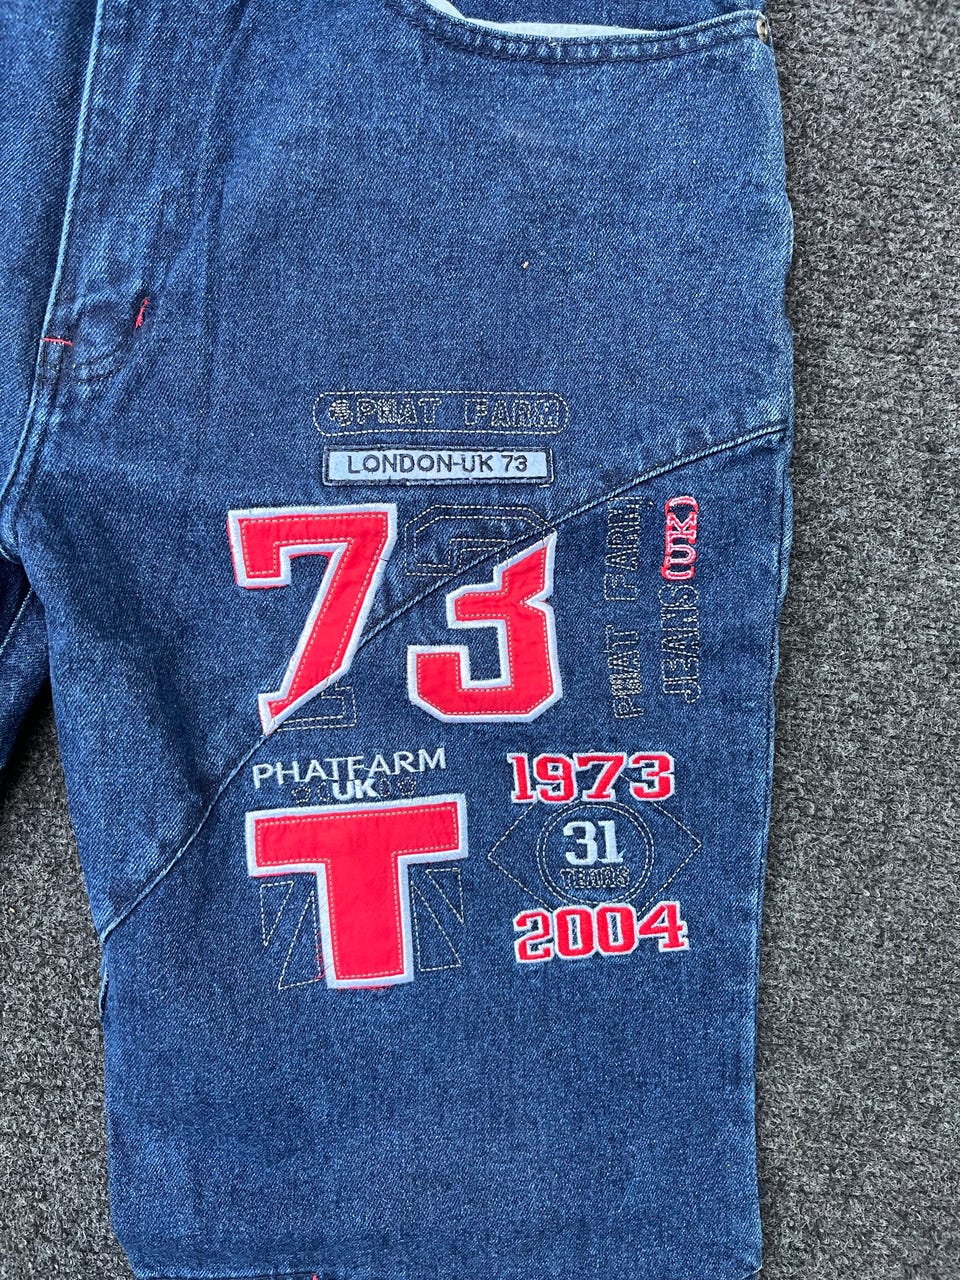 PHAT FARM
LONDON-UK 73
73
PHAT FARM
JEANS (UK)
PHATFARM
UK
T
1973
31
YEARS
2004